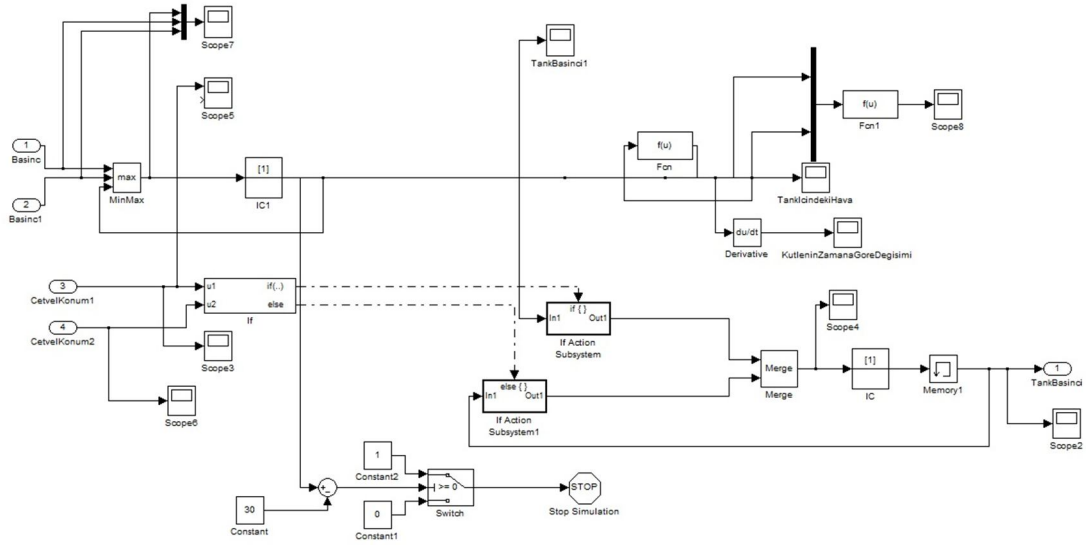 Scope7
TankBasinci1
Scope5
f(u)
Fcn1
Scope8
1
Basinc
f(u)
Fcn
max
MinMax
[1]
IC1
TankIcindekiHava
2
Basinc1
du/dt
Derivative
KutleninZamanaGoreDegisimi
3
CetvelKonum1
u1
if(..)
u2
else
If
4
CetvelKonum2
Scope3
if { }
In1
Out1
If Action
Subsystem
Scope4
Merge
Merge
[1]
IC
Memory1
1
TankBasinci
else { }
In1
Out1
If Action
Subsystem1
Scope6
Scope2
1
Constant2
>= 0
Switch
STOP
Stop Simulation
30
Constant
0
Constant1